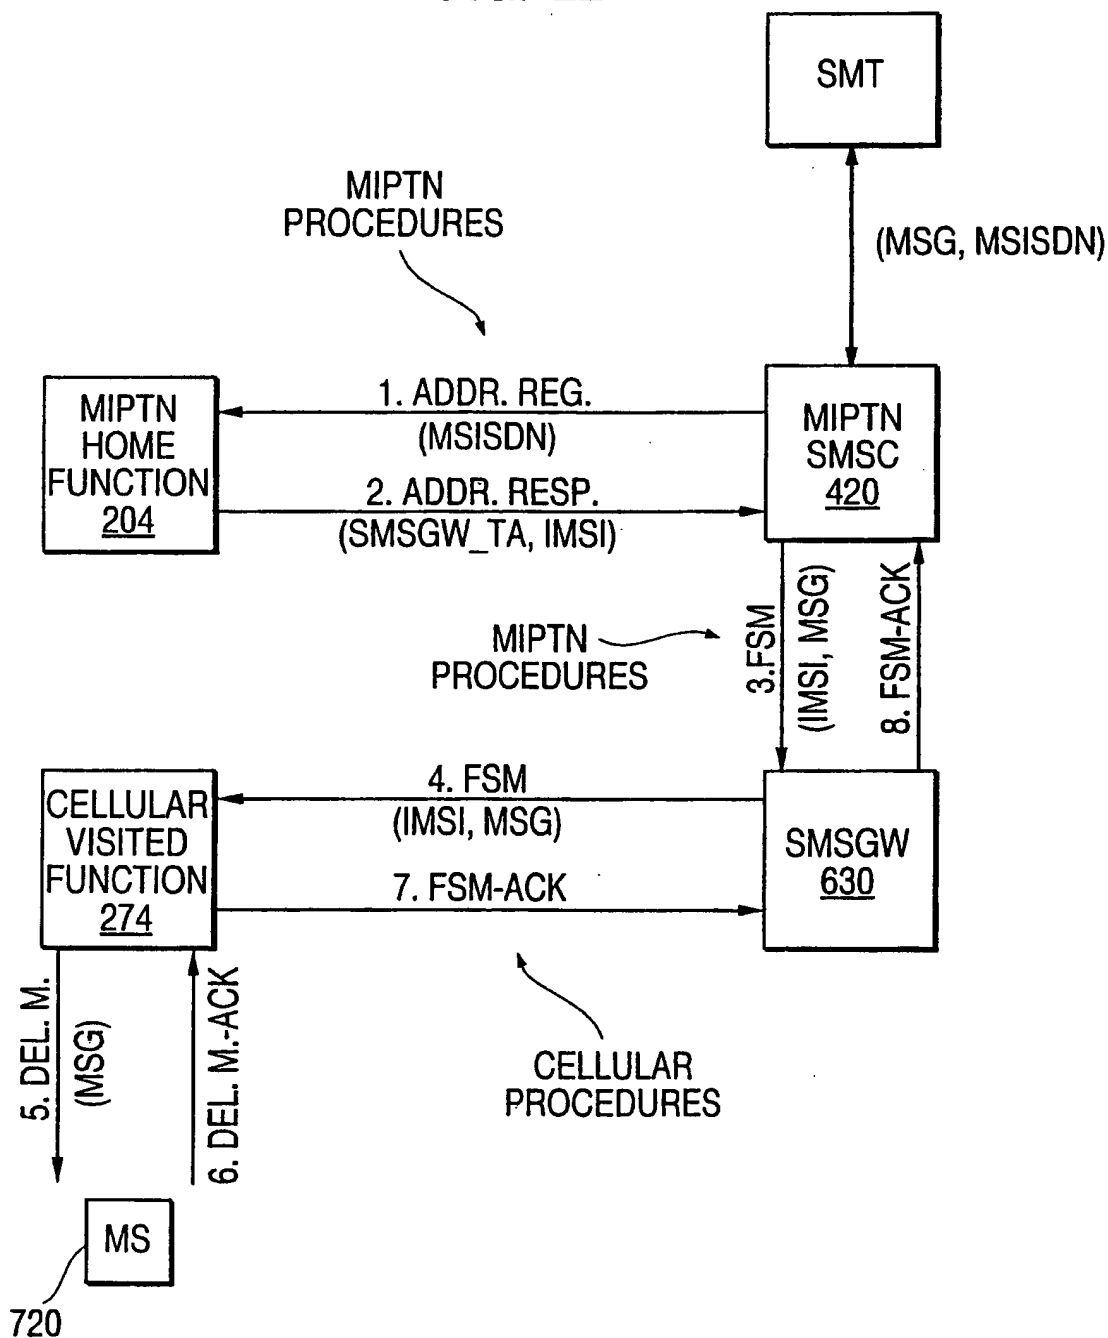 SMT
(MSG, MSISDN)
MIPTN
PROCEDURES
MIPTN
HOME
FUNCTION
204
1. ADDR. REG.
(MSISDN)
2. ADDR. RESP.
(SMSGW_TA, IMSI)
MIPTN
SMSC
420
MIPTN
PROCEDURES
3.FSM
(IMSI, MSG)
8. FSM-ACK
CELLULAR
VISITED
FUNCTION
274
4. FSM
(IMSI, MSG)
7. FSM-ACK
SMSGW
630
5. DEL. M.
(MSG)
6. DEL. M.-ACK
CELLULAR
PROCEDURES
MS
720